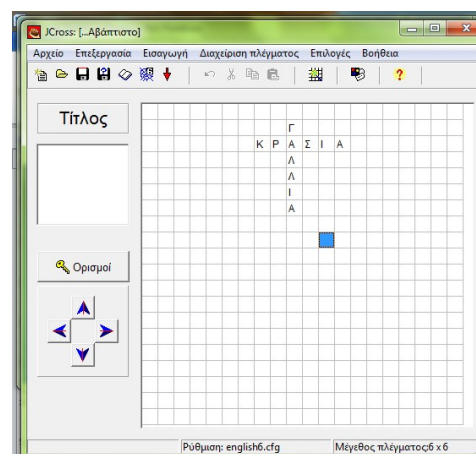 JCross: [...Αβάπτιστο]
Αρχείο Επεξεργασία Εισαγωγή Διαχείριση πλέγματος Επιλογές Βοήθεια
Τίτλος
Γ
Κ Ρ Α Σ Ι Α
Λ
Λ
Ι
Α
Ορισμοί
Ρύθμιση: english6.cfg Μέγεθος πλέγματος:6 x 6